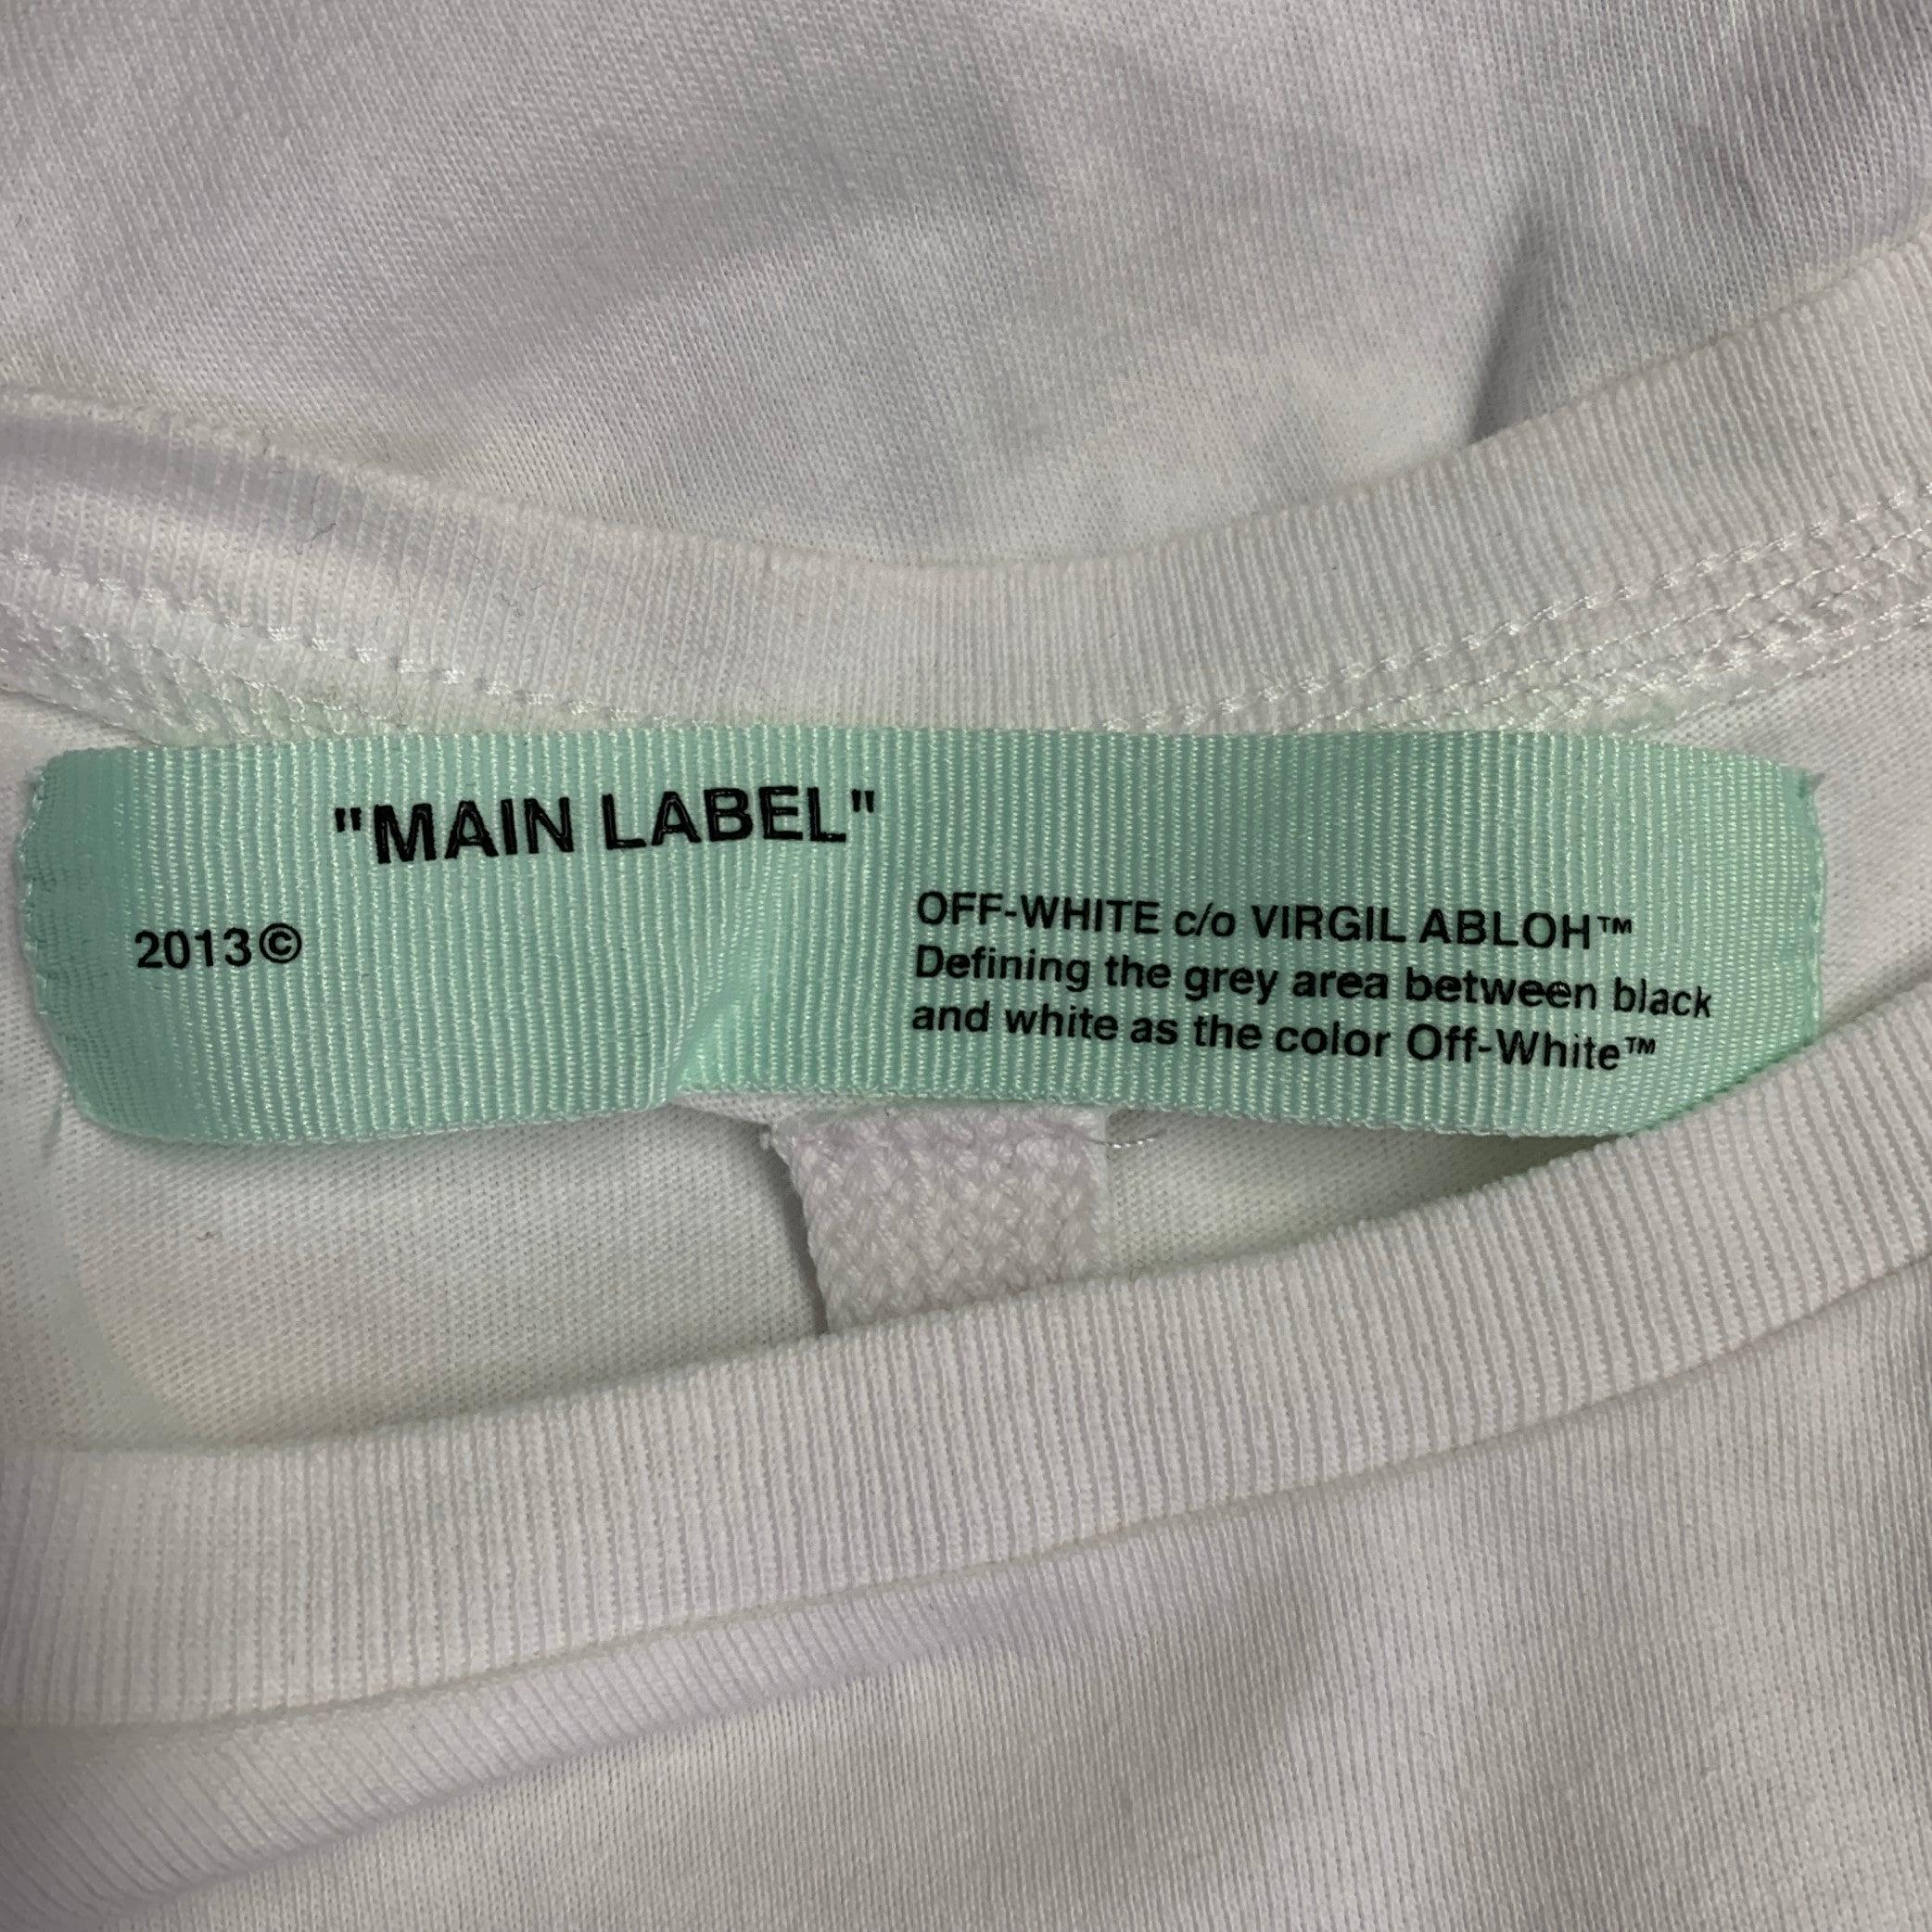 "MAIN LABEL"
2013©
OFF-WHITE c/o VIRGIL ABLOH™
Defining the grey area between black
and white as the color Off-White™